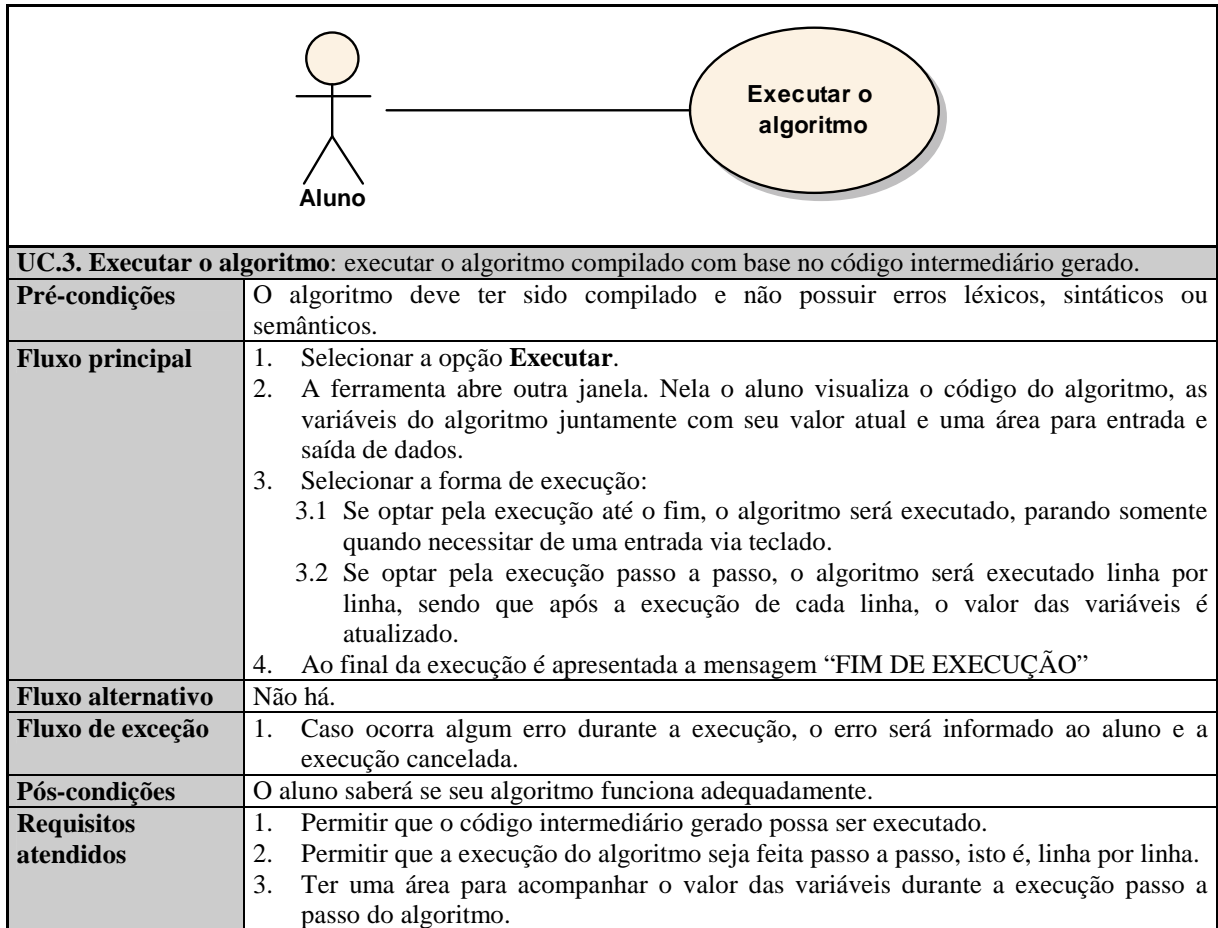 Executar o
algoritmo
Aluno
UC.3. Executar o algoritmo: executar o algoritmo compilado com base no código intermediário gerado.
Pré-condições
O algoritmo deve ter sido compilado e não possuir erros léxicos, sintáticos ou
semânticos.
Fluxo principal
1. Selecionar a opção Executar.
2. A ferramenta abre outra janela. Nela o aluno visualiza o código do algoritmo, as
variáveis do algoritmo juntamente com seu valor atual e uma área para entrada e
saída de dados.
3. Selecionar a forma de execução:
3.1 Se optar pela execução até o fim, o algoritmo será executado, parando somente
quando necessitar de uma entrada via teclado.
3.2 Se optar pela execução passo a passo, o algoritmo será executado linha por
linha, sendo que após a execução de cada linha, o valor das variáveis é
atualizado.
4. Ao final da execução é apresentada a mensagem “FIM DE EXECUÇÃO”
Fluxo alternativo
Não há.
Fluxo de exceção
1. Caso ocorra algum erro durante a execução, o erro será informado ao aluno e a
execução cancelada.
Pós-condições
O aluno saberá se seu algoritmo funciona adequadamente.
Requisitos
atendidos
1. Permitir que o código intermediário gerado possa ser executado.
2. Permitir que a execução do algoritmo seja feita passo a passo, isto é, linha por linha.
3. Ter uma área para acompanhar o valor das variáveis durante a execução passo a
passo do algoritmo.